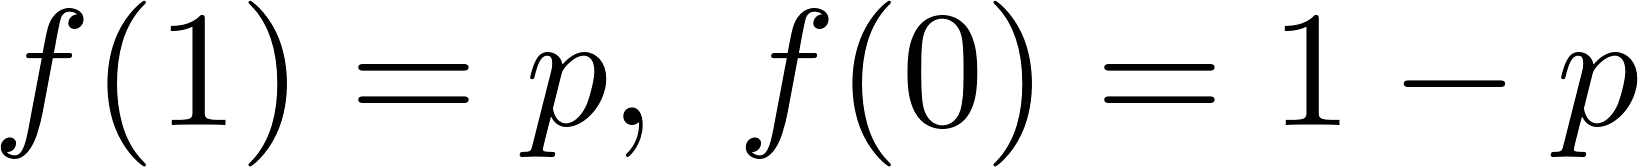 f(1) = p, f(0) = 1 − p